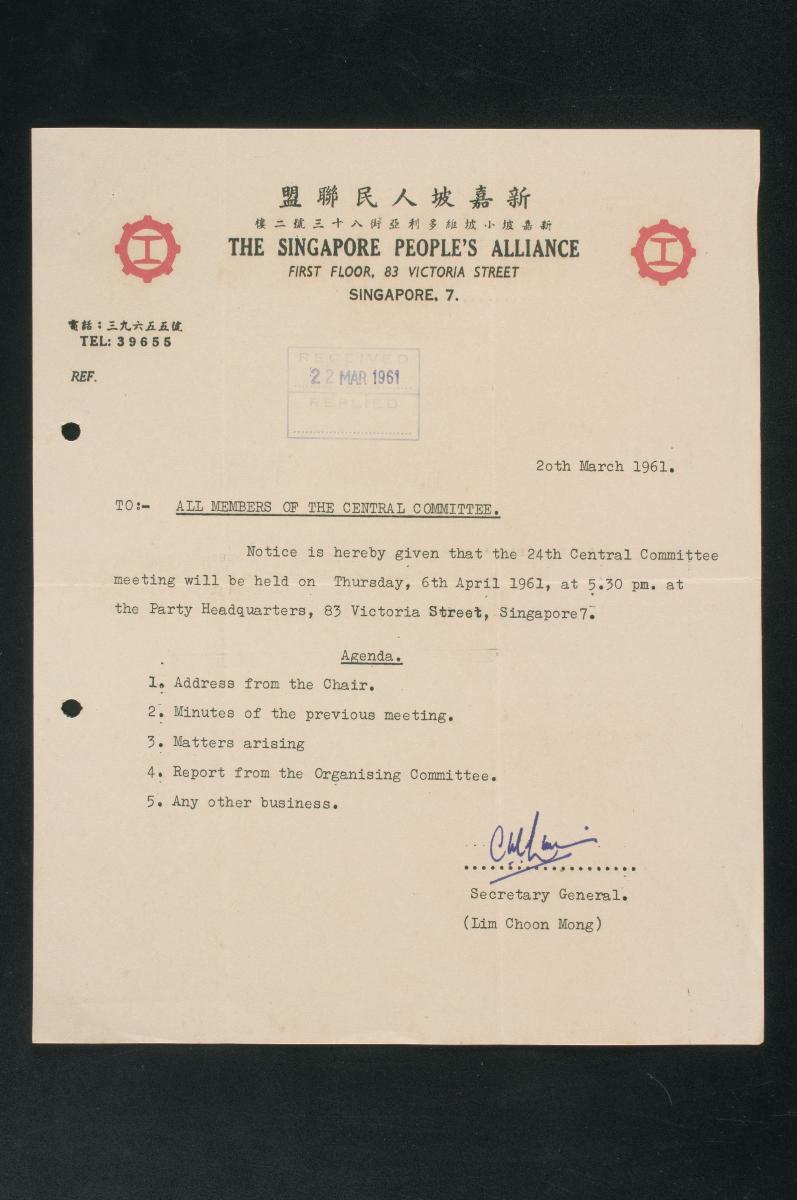 新嘉坡人民聯盟
新嘉坡小坡維多利亞街八十三號二樓
THE SINGAPORE PEOPLE'S ALLIANCE
FIRST FLOOR, 83 VICTORIA STREET
SINGAPORE, 7.
電話：三九六五五號
TEL: 39655
REF.
RECEIVED
22 MAR 1961
REPLIED
20th March 1961.
TO:- ALL MEMBERS OF THE CENTRAL COMMITTEE.
Notice is hereby given that the 24th Central Committee
meeting will be held on Thursday, 6th April 1961, at 5.30 pm. at
the Party Headquarters, 83 Victoria Street, Singapore7.
Agenda.
1. Address from the Chair.
2. Minutes of the previous meeting.
3. Matters arising
4. Report from the Organising Committee.
5. Any other business.
Secretary General.
(Lim Choon Mong)